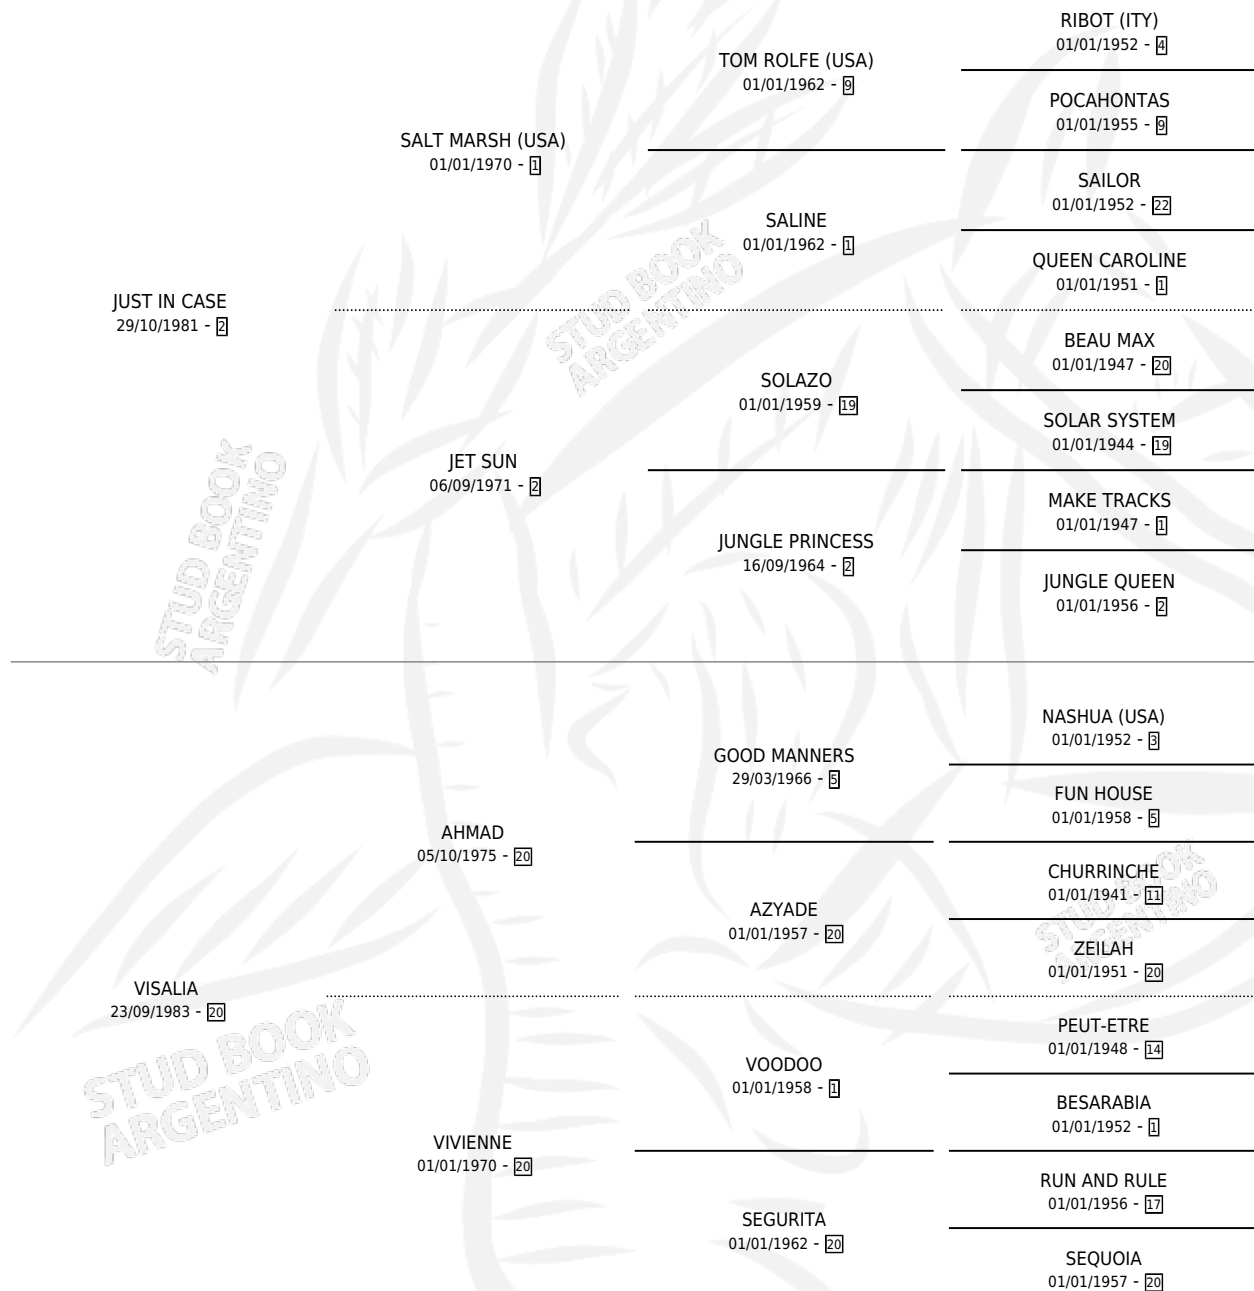 RIBOT (ITY)
01/01/1952 - 4
TOM ROLFE (USA)
01/01/1962 - 9
POCAHONTAS
01/01/1955 - 9
SALT MARSH (USA)
01/01/1970 - 1
SAILOR
01/01/1952 - 22
SALINE
01/01/1962 - 1
QUEEN CAROLINE
01/01/1951 - 1
JUST IN CASE
29/10/1981 - 2
STUD BOOK
ARGENTINO
BEAU MAX
01/01/1947 - 20
SOLAZO
01/01/1959 - 19
SOLAR SYSTEM
01/01/1944 - 19
JET SUN
06/09/1971 - 2
MAKE TRACKS
01/01/1947 - 1
JUNGLE PRINCESS
16/09/1964 - 2
JUNGLE QUEEN
01/01/1956 - 2
STUD BOOK
ARGENTINO
NASHUA (USA)
01/01/1952 - 3
GOOD MANNERS
29/03/1966 - 5
FUN HOUSE
01/01/1958 - 5
AHMAD
05/10/1975 - 20
CHURRINCHE
01/01/1941 - 11
AZYADE
01/01/1957 - 20
STUD BOOK
ARGENTINO
ZEILAH
01/01/1951 - 20
VISALIA
23/09/1983 - 20
PEUT-ETRE
01/01/1948 - 14
VOODOO
01/01/1958 - 1
STUD BOOK
ARGENTINO
BESARABIA
01/01/1952 - 1
VIVIENNE
01/01/1970 - 20
RUN AND RULE
01/01/1956 - 17
SEGURITA
01/01/1962 - 20
SEQUOIA
01/01/1957 - 20